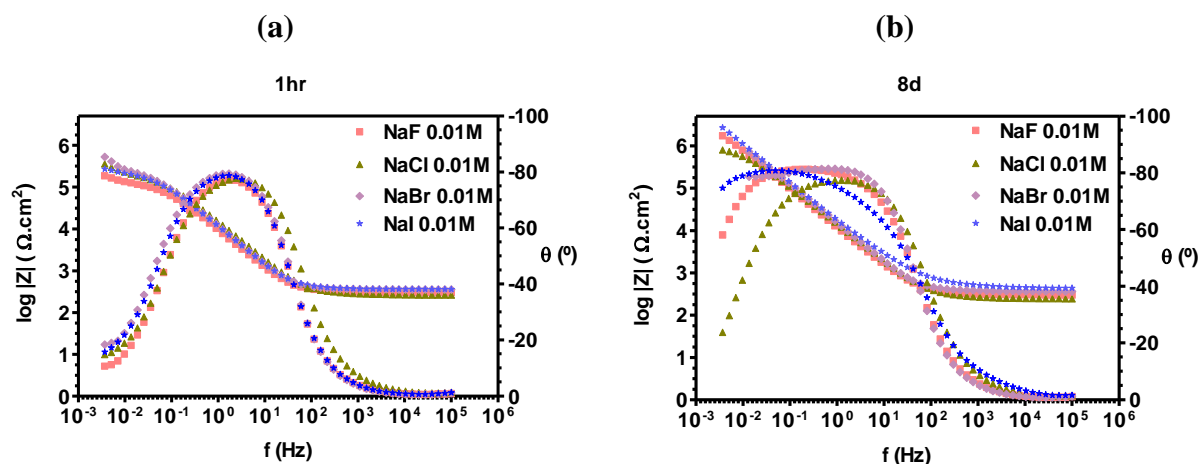 (a)
1hr
log |Z| ( Ω.cm²)
6
5
4
3
2
1
0
NaF 0.01M
NaCl 0.01M
NaBr 0.01M
NaI 0.01M
-100
-80
-60
-40
-20
0
θ (º)
10⁻³ 10⁻² 10⁻¹ 10⁰ 10¹ 10² 10³ 10⁴ 10⁵ 10⁶
f (Hz)
(b)
8d
log |Z| ( Ω.cm²)
6
5
4
3
2
1
0
NaF 0.01M
NaCl 0.01M
NaBr 0.01M
NaI 0.01M
-100
-80
-60
-40
-20
0
θ (º)
10⁻³ 10⁻² 10⁻¹ 10⁰ 10¹ 10² 10³ 10⁴ 10⁵ 10⁶
f (Hz)